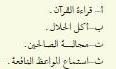 أ– قراءة القرآن .
ب–أكل الحلال .
ت–مجالسة الصالحين .
ث–استماع المواعظ النافعة .